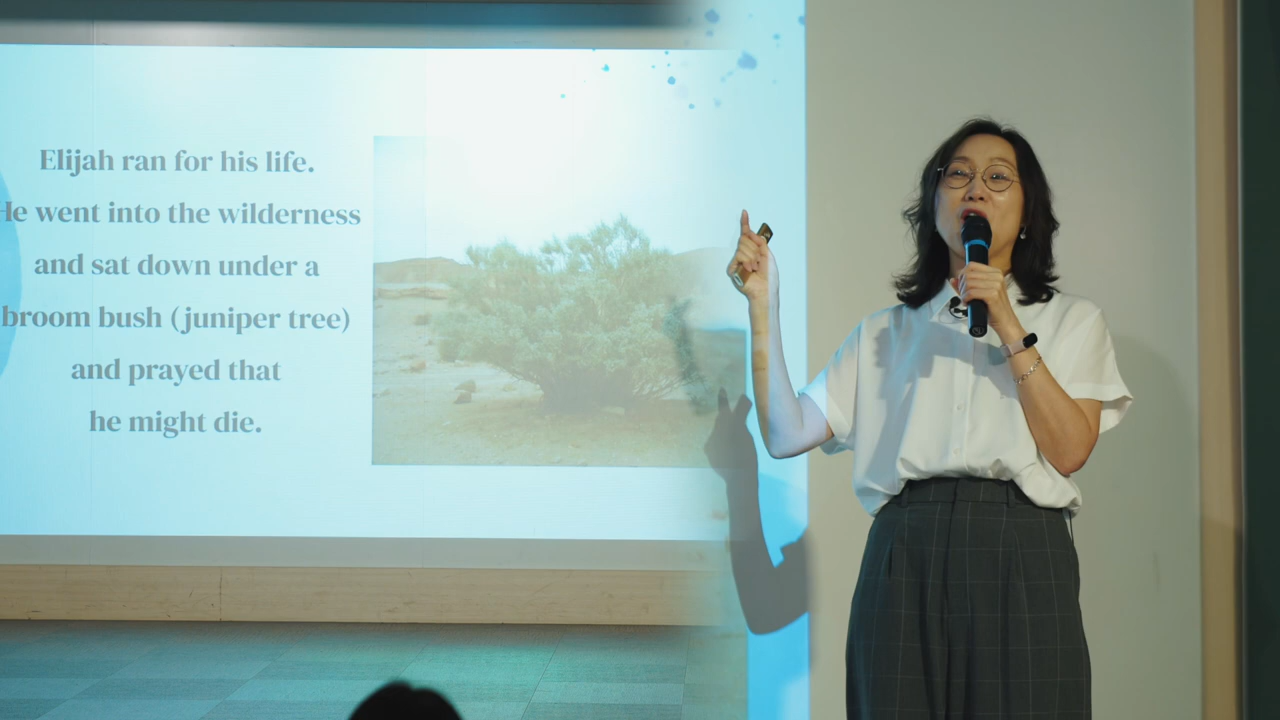 Elijah ran for his life.
He went into the wilderness
and sat down under a
broom bush (juniper tree)
and prayed that
he might die.